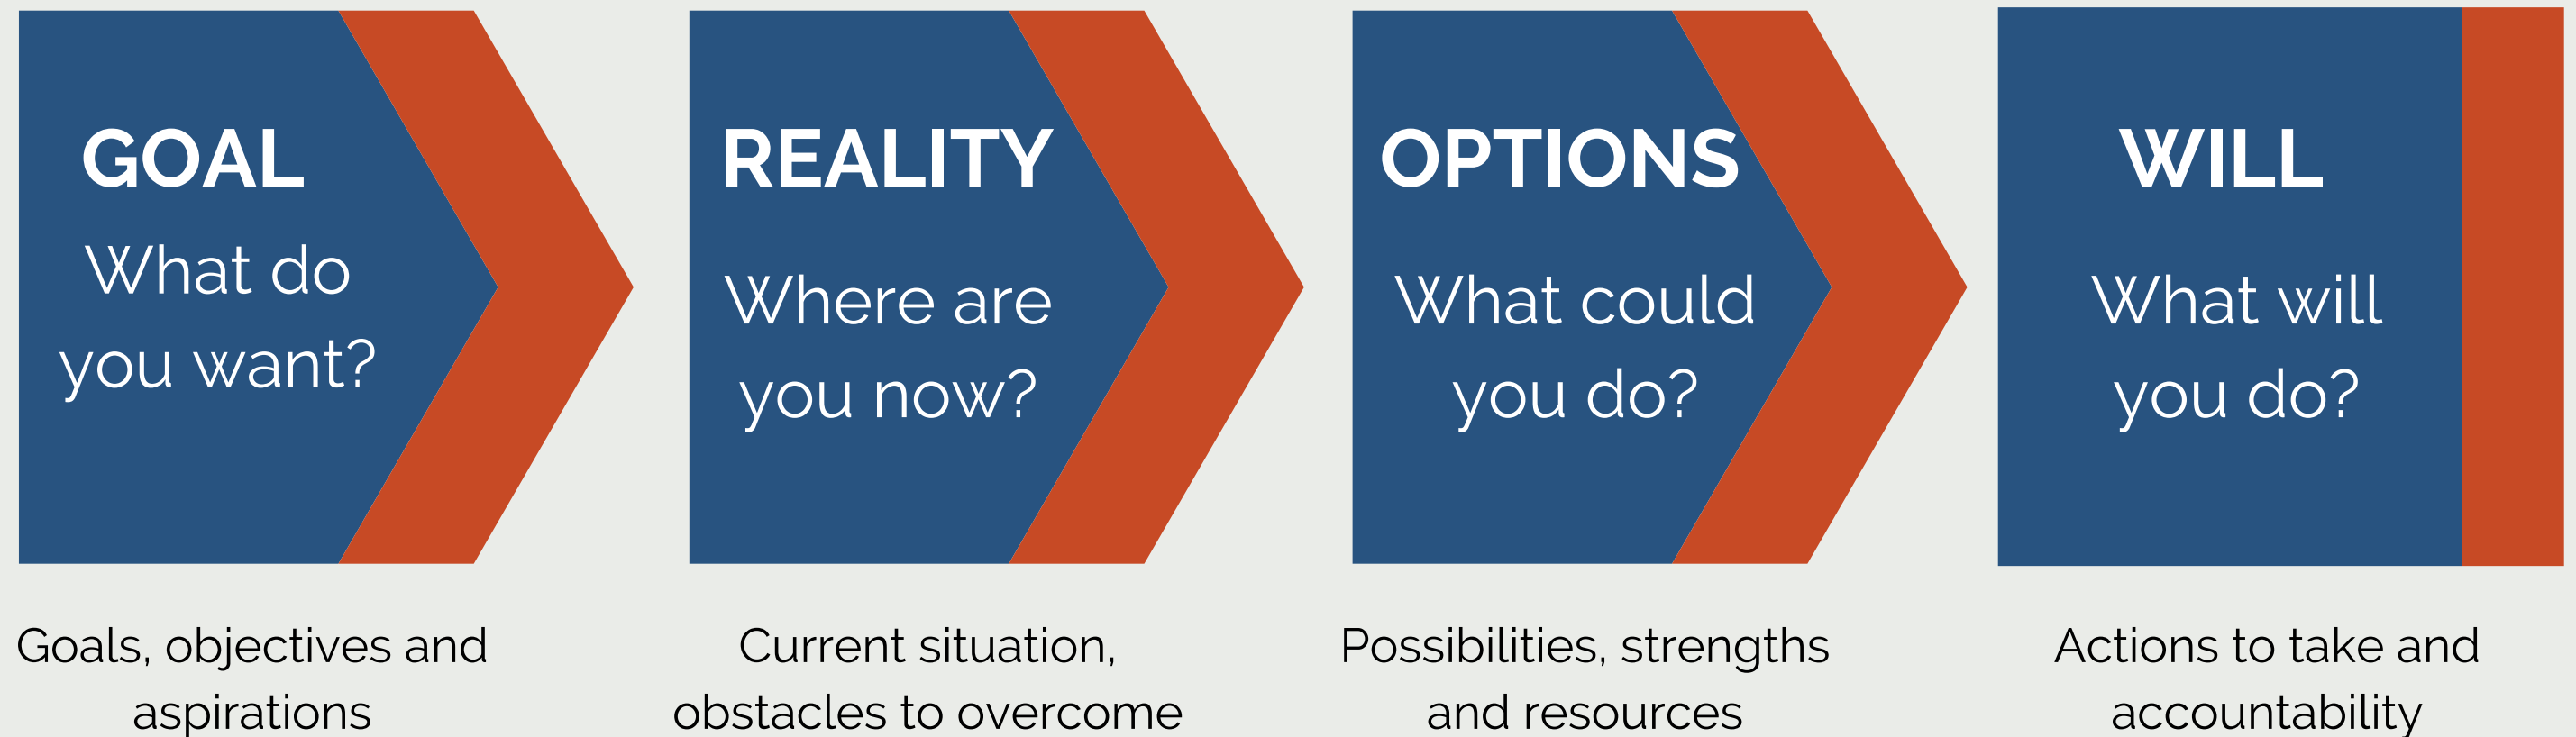 GOAL
What do
you want?
Goals, objectives and
aspirations
REALITY
Where are
you now?
Current situation,
obstacles to overcome
OPTIONS
What could
you do?
Possibilities, strengths
and resources
WILL
What will
you do?
Actions to take and
accountability